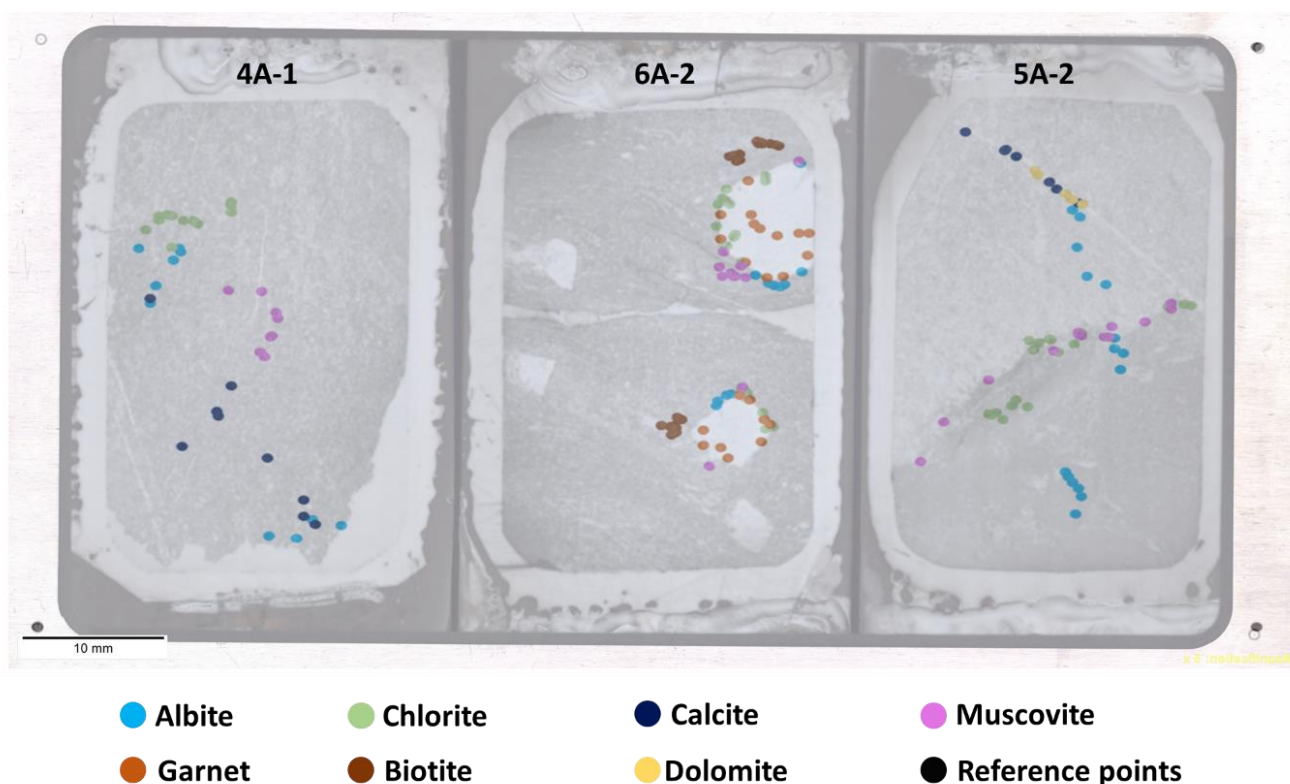 4A-1 6A-2 5A-2
10 mm
Albite Chlorite Calcite Muscovite
Garnet Biotite Dolomite Reference points